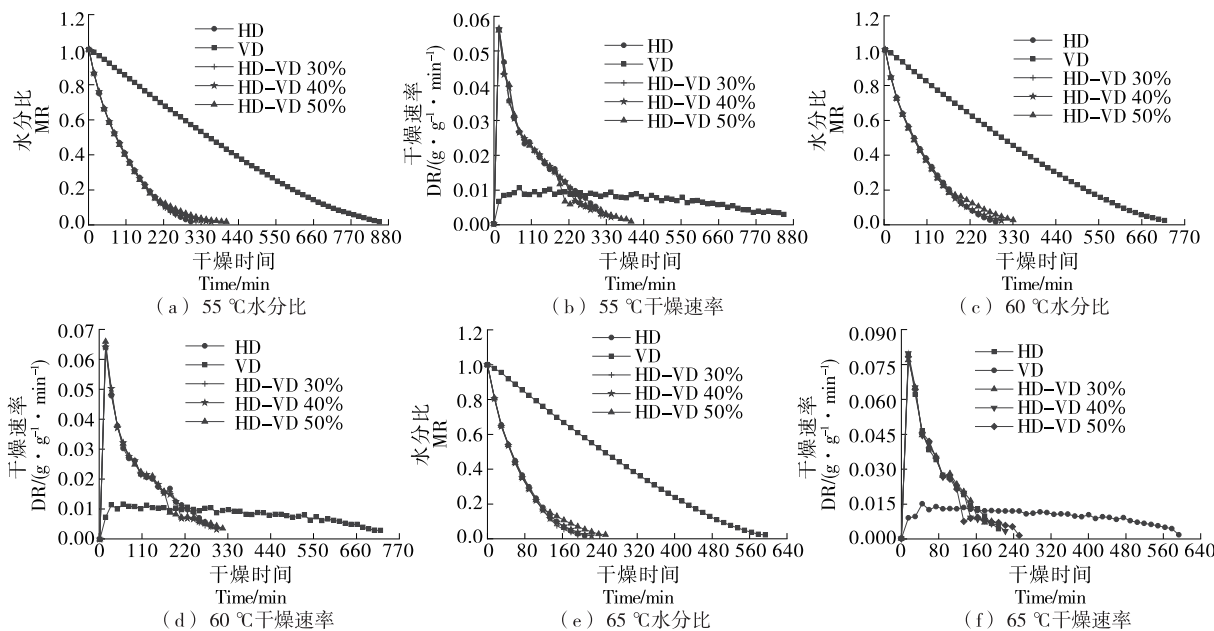 1.2
1.0
0.8
0.6
0.4
0.2
0.0
水分比
MR
HD
VD
HD-VD 30%
HD-VD 40%
HD-VD 50%
0 110 220 330 440 550 660 770 880
干燥时间
Time/min
(a) 55 ℃水分比
0.06
0.05
0.04
0.03
0.02
0.01
0.00
干燥速率
DR/(g·g⁻¹·min⁻¹)
HD
VD
HD-VD 30%
HD-VD 40%
HD-VD 50%
0 110 220 330 440 550 660 770 880
干燥时间
Time/min
(b) 55 ℃干燥速率
1.2
1.0
0.8
0.6
0.4
0.2
0.0
水分比
MR
HD
VD
HD-VD 30%
HD-VD 40%
HD-VD 50%
0 110 220 330 440 550 660 770
干燥时间
Time/min
(c) 60 ℃水分比
0.07
0.06
0.05
0.04
0.03
0.02
0.01
0.00
干燥速率
DR/(g·g⁻¹·min⁻¹)
HD
VD
HD-VD 30%
HD-VD 40%
HD-VD 50%
0 110 220 330 440 550 660 770
干燥时间
Time/min
(d) 60 ℃干燥速率
1.2
1.0
0.8
0.6
0.4
0.2
0.0
水分比
MR
HD
VD
HD-VD 30%
HD-VD 40%
HD-VD 50%
0 80 160 240 320 400 480 560 640
干燥时间
Time/min
(e) 65 ℃水分比
0.090
0.075
0.060
0.045
0.030
0.015
0.000
干燥速率
DR/(g·g⁻¹·min⁻¹)
HD
VD
HD-VD 30%
HD-VD 40%
HD-VD 50%
0 80 160 240 320 400 480 560 640
干燥时间
Time/min
(f) 65 ℃干燥速率